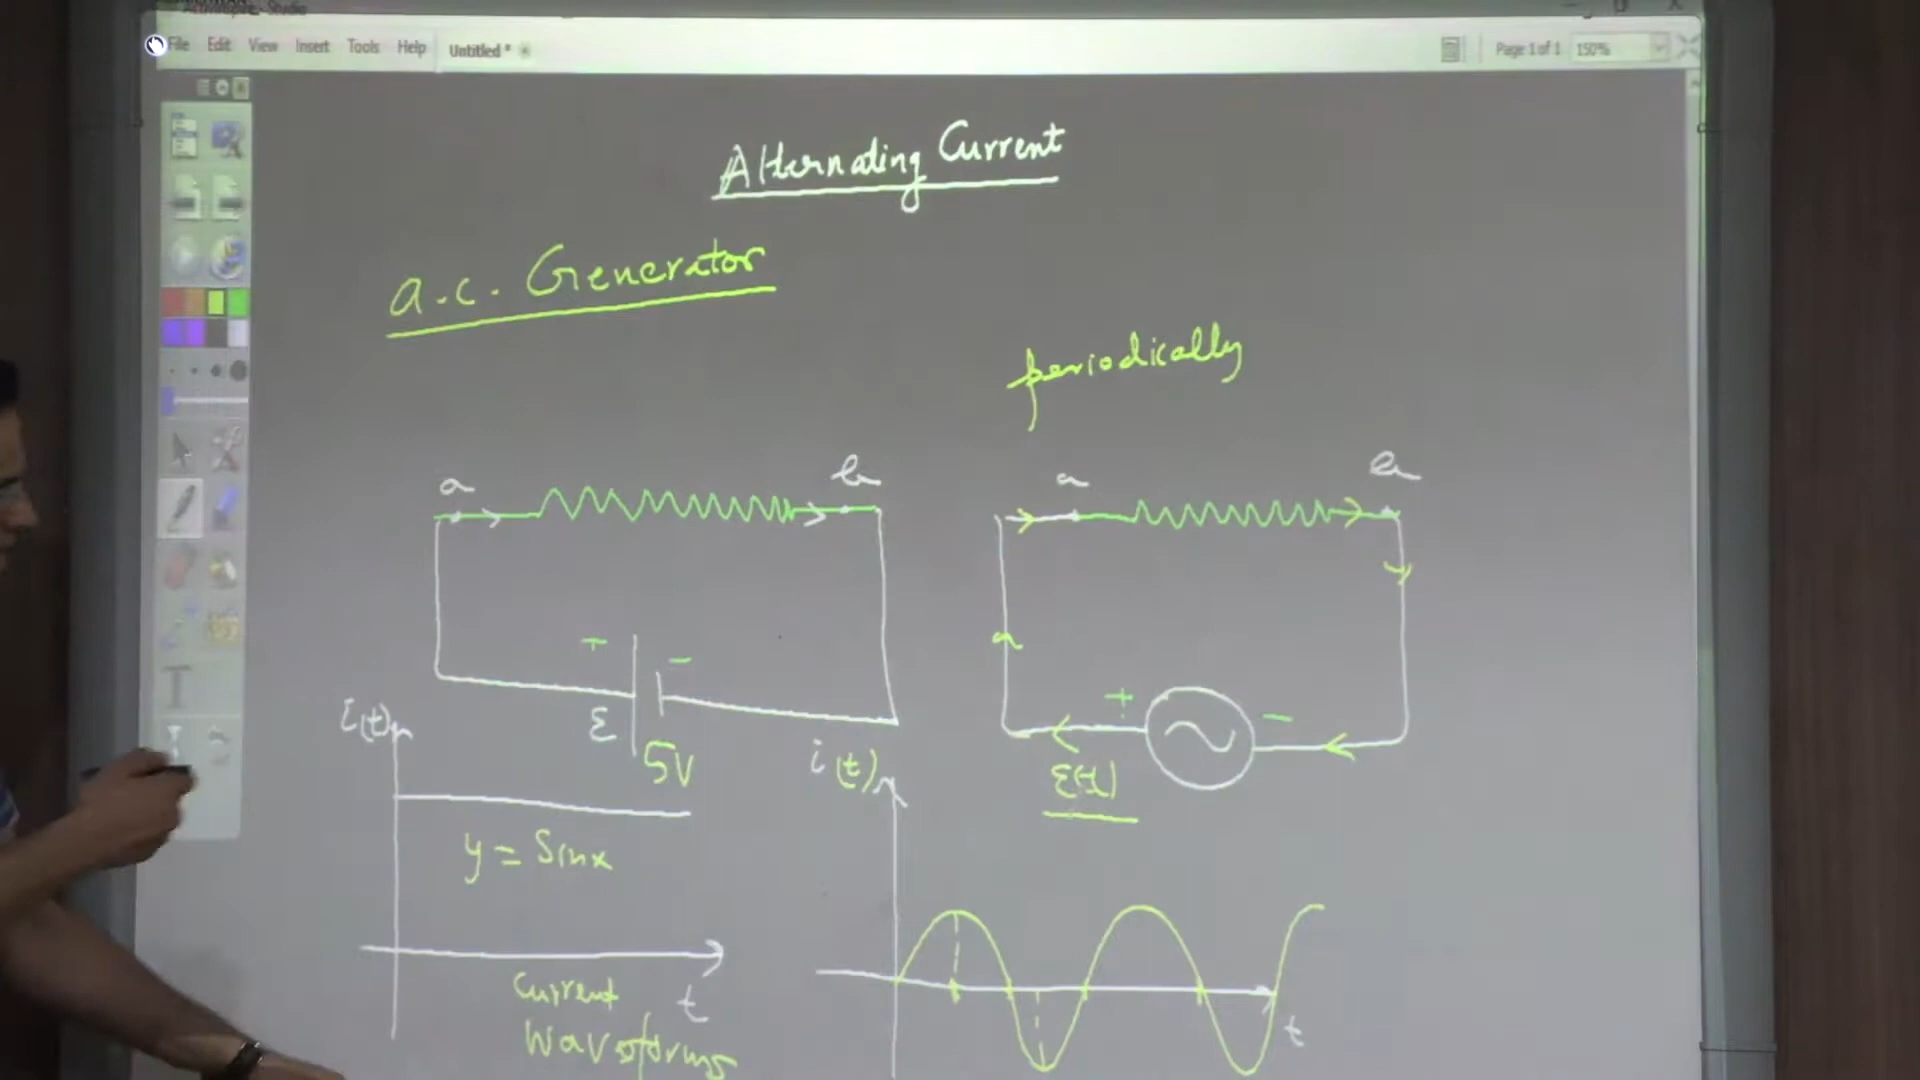 File Edit View Insert Tools Help Untitled * Page 1 of 1 150%
Alternating Current
a.c. Generator
periodically
a b
a b
+ -
ε
5V
+ -
ε(t)
i(t)
y = Sinx
t
Current
Waveforms
i(t)
t
T